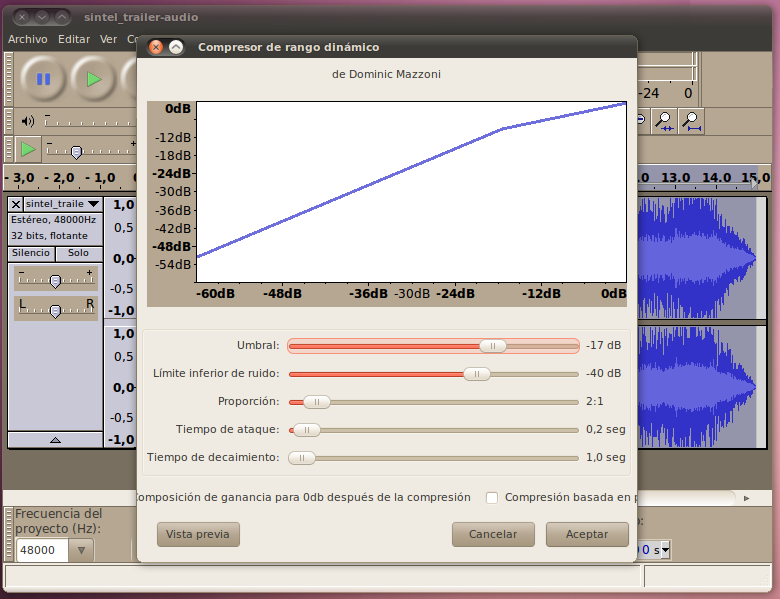 sintel_trailer-audio
Archivo Editar Ver
Compresor de rango dinámico
de Dominic Mazzoni
0dB
-12dB
-18dB
-24dB
-30dB
-36dB
-42dB
-48dB
-54dB
-60dB -48dB -36dB -30dB -24dB -12dB 0dB
-24 0
- 3,0 - 2,0 - 1,0 13.0 14.0 15,0
sintel_traile
Estéreo, 48000Hz
32 bits, flotante
Silencio Solo
- +
L R
1,0
0,5
0,0
-0,5
-1,0
1,0
0,5
0,0
-0,5
-1,0
Umbral: -17 dB
Límite inferior de ruido: -40 dB
Proporción: 2:1
Tiempo de ataque: 0,2 seg
Tiempo de decaimiento: 1,0 seg
omposición de ganancia para 0db después de la compresión Compresión basada en p
Vista previa Cancelar Aceptar
Frecuencia del
proyecto (Hz):
48000
0 s